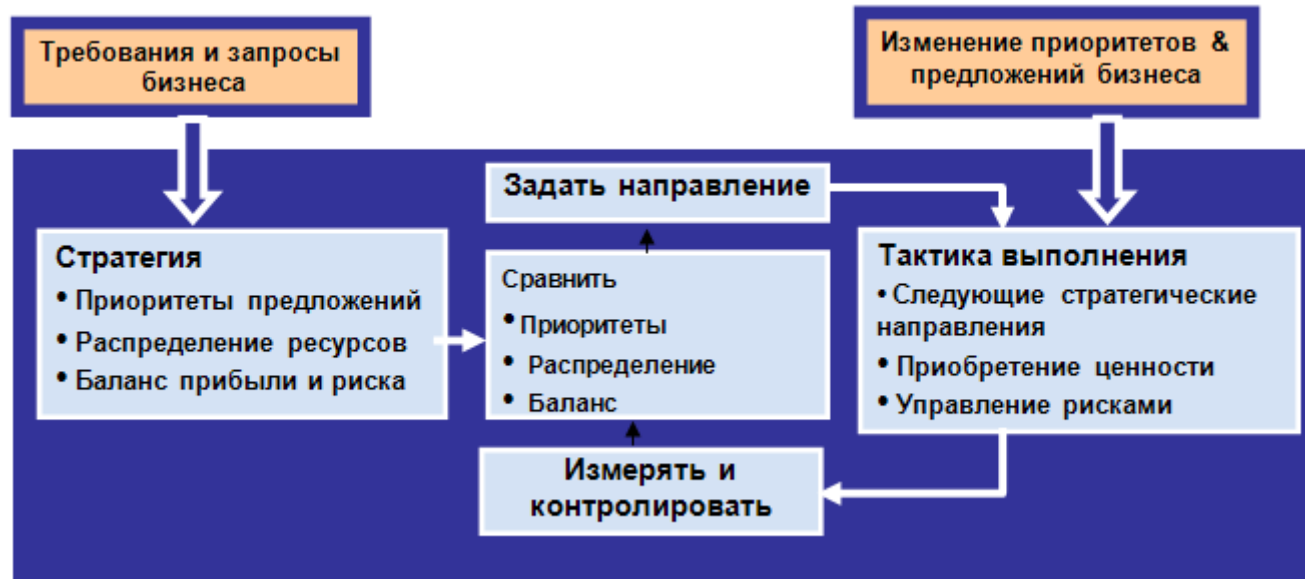 Требования и запросы
бизнеса
Изменение приоритетов &
предложений бизнеса
Задать направление
Стратегия
• Приоритеты предложений
• Распределение ресурсов
• Баланс прибыли и риска
Сравнить
• Приоритеты
• Распределение
• Баланс
Тактика выполнения
• Следующие стратегические
направления
• Приобретение ценности
• Управление рисками
Измерять и
контролировать